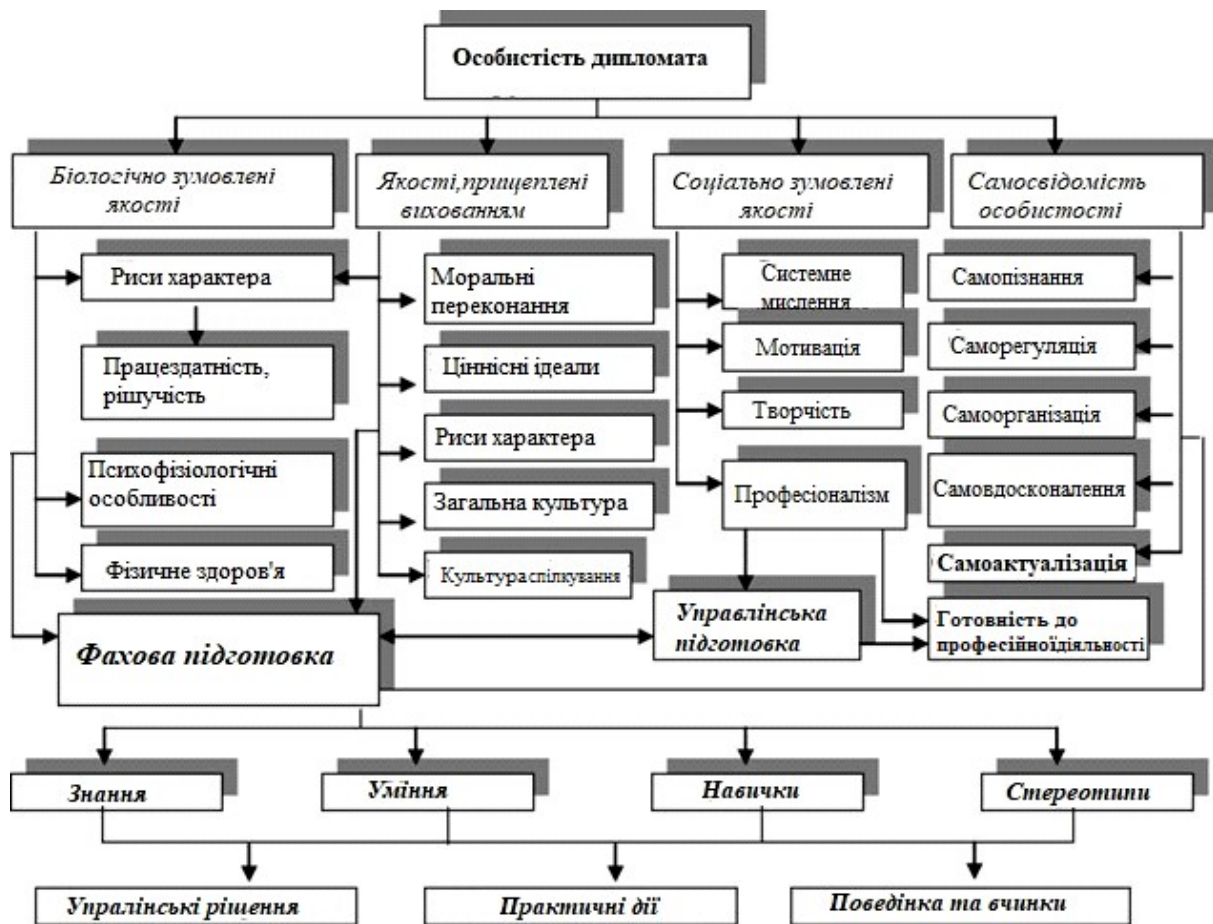 Особистість дипломата
Біологічно зумовлені
якості
Якості,прищеплені
вихованням
Соціально зумовлені
якості
Самосвідомість
особистості
Риси характера
Працездатність,
рішучість
Психофізіологічні
особливості
Фізичне здоров'я
Моральні
переконання
Ціннісні ідеали
Риси характера
Загальна культура
Культураспілкування
Системне
мислення
Мотивація
Творчість
Професіоналізм
Самопізнання
Саморегуляція
Самоорганізація
Самовдосконалення
Самоактуалізація
Фахова підготовка
Управлінська
підготовка
Готовність до
професійноїдіяльності
Знання
Уміння
Навички
Стереотипи
Упралінські рішення
Практичні дії
Поведінка та вчинки